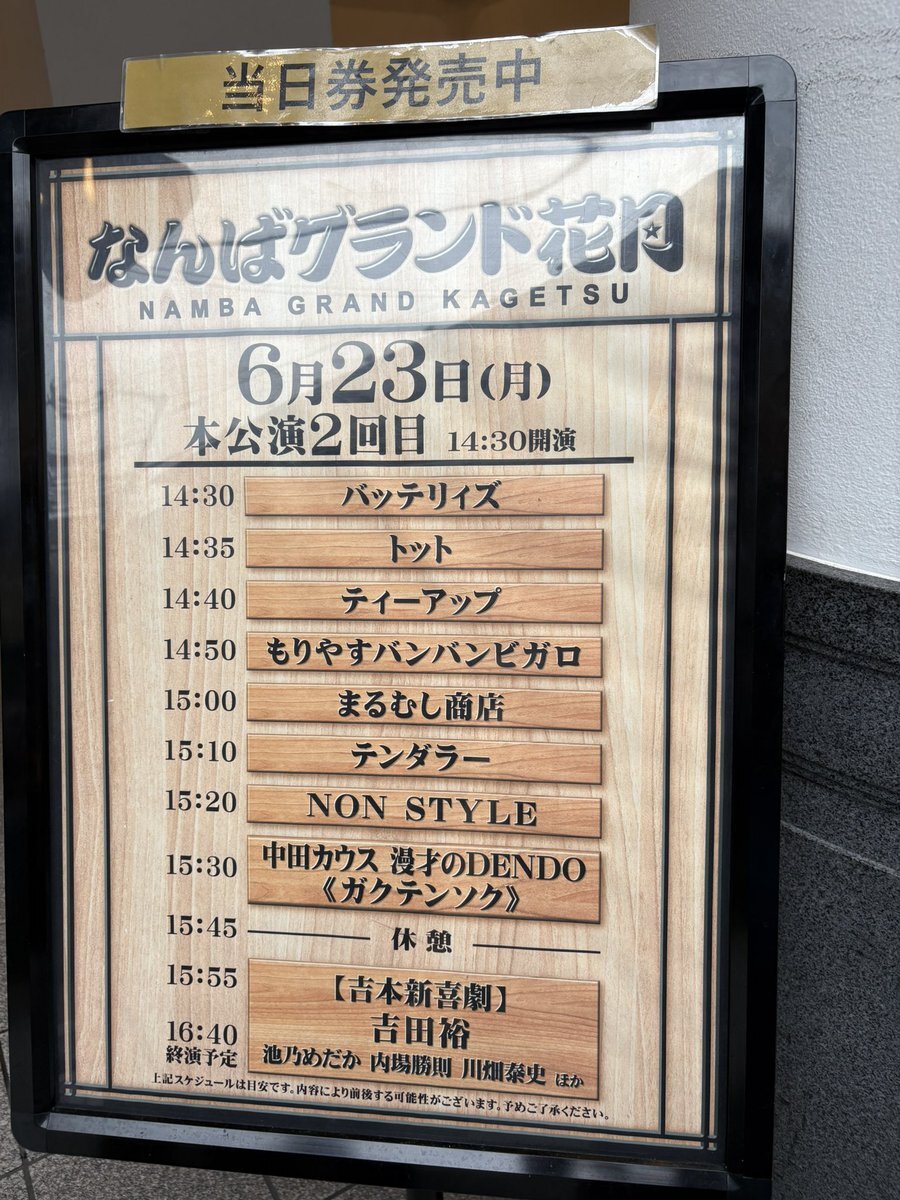 当日券発売中
なんばグランド花月
NAMBA GRAND KAGETSU
6月23日(月)
本公演2回目 14:30開演
14:30 バッテリィズ
14:35 トット
14:40 ティーアップ
14:50 もりやすバンバンビガロ
15:00 まるむし商店
15:10 テンダラー
15:20 NON STYLE
15:30 中田カウス 漫才のDENDO
《ガクテンソク》
15:45 休憩
15:55 【吉本新喜劇】
吉田裕
16:40
終演予定
池乃めだか 内場勝則 川畑泰史 ほか
上記スケジュールは目安です。内容により前後する可能性がございます。予めご了承ください。